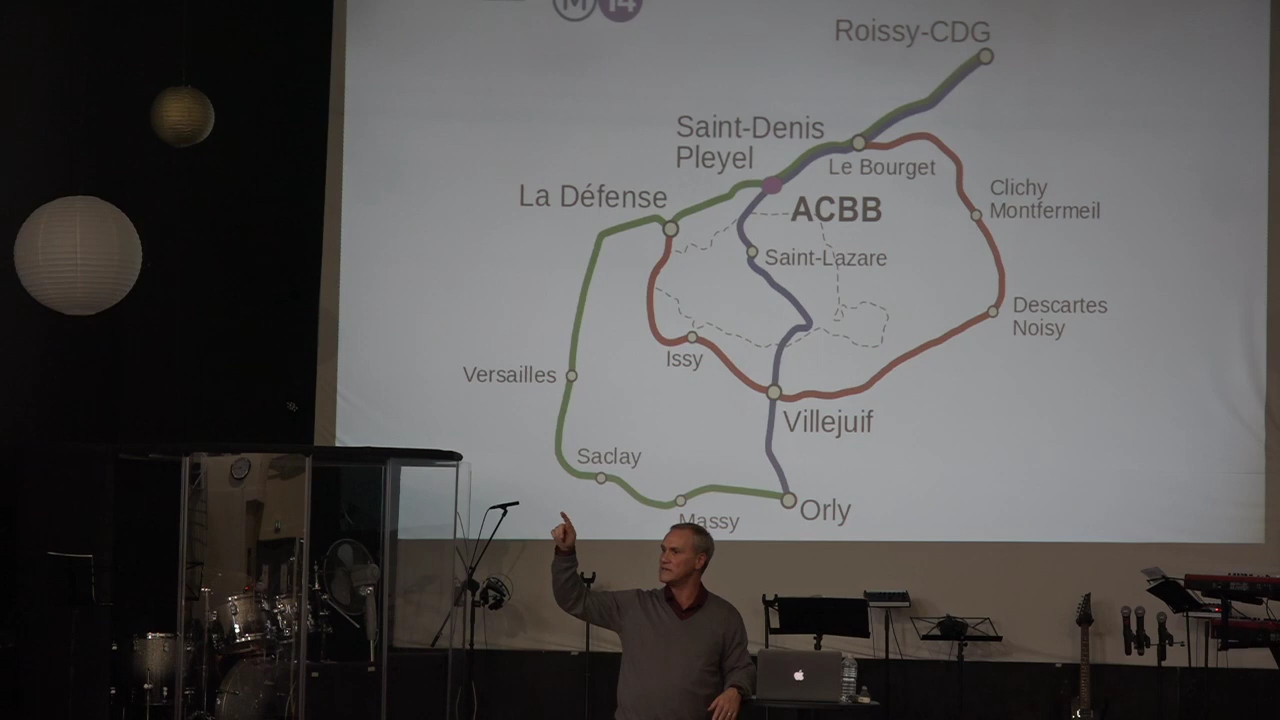 M 14
Roissy-CDG
Saint-Denis
Pleyel
Le Bourget
La Défense
ACBB
Clichy
Montfermeil
Saint-Lazare
Descartes
Noisy
Issy
Versailles
Villejuif
Saclay
Massy
Orly